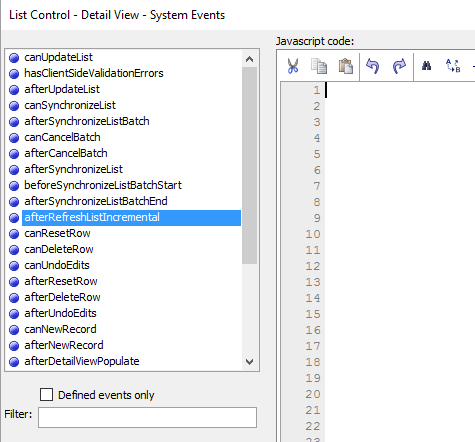 List Control - Detail View - System Events
canUpdateList
hasClientSideValidationErrors
afterUpdateList
canSynchronizeList
afterSynchronizeListBatch
canCancelBatch
afterCancelBatch
afterSynchronizeList
beforeSynchronizeListBatchStart
afterSynchronizeListBatchEnd
afterRefreshListIncremental
canResetRow
canDeleteRow
canUndoEdits
afterResetRow
afterDeleteRow
afterUndoEdits
canNewRecord
afterNewRecord
afterDetailViewPopulate
Defined events only
Filter:
Javascript code:
A B
1
2
3
4
5
6
7
8
9
10
11
12
13
14
15
16
17
18
19
20
21
22